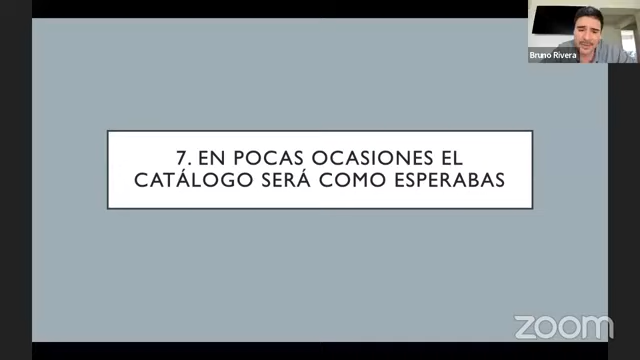 Bruno Rivera
7. EN POCAS OCASIONES EL
CATÁLOGO SERÁ COMO ESPERABAS
zoom